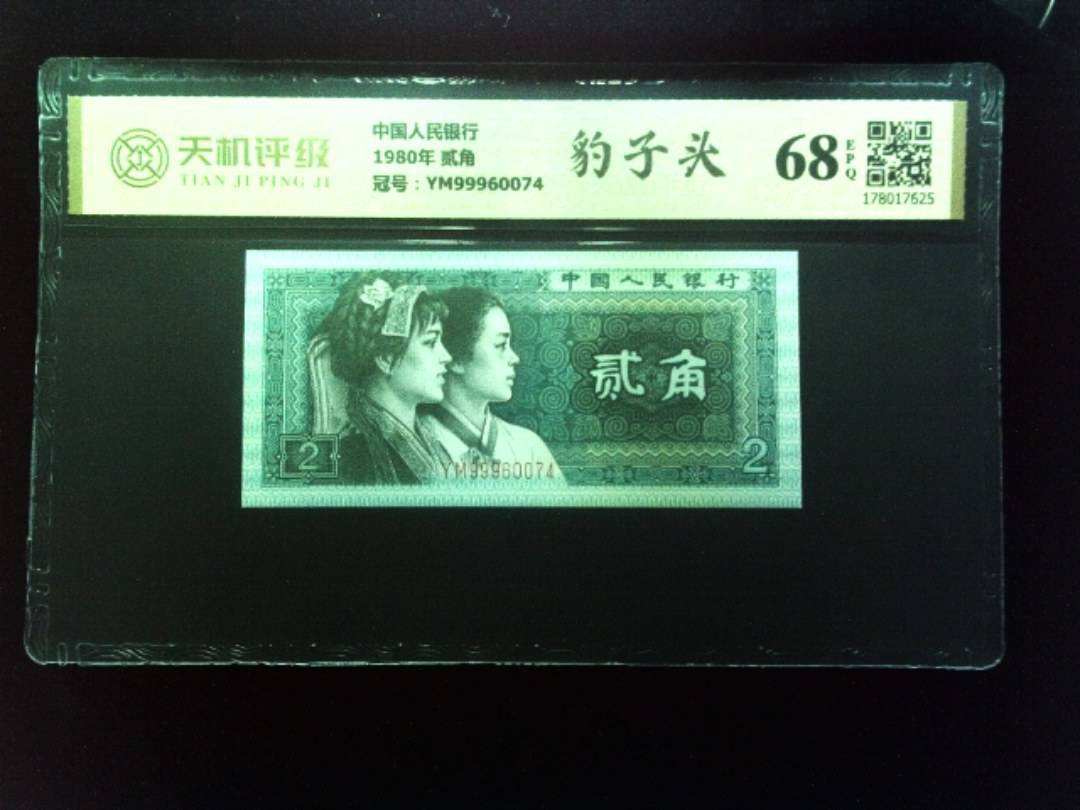 天机评级
TIAN JI PING JI
中国人民银行
1980年 贰角
冠号：YM99960074
豹子头
68
EPQ
178017625
中国人民银行
贰角
2
YM99960074
2